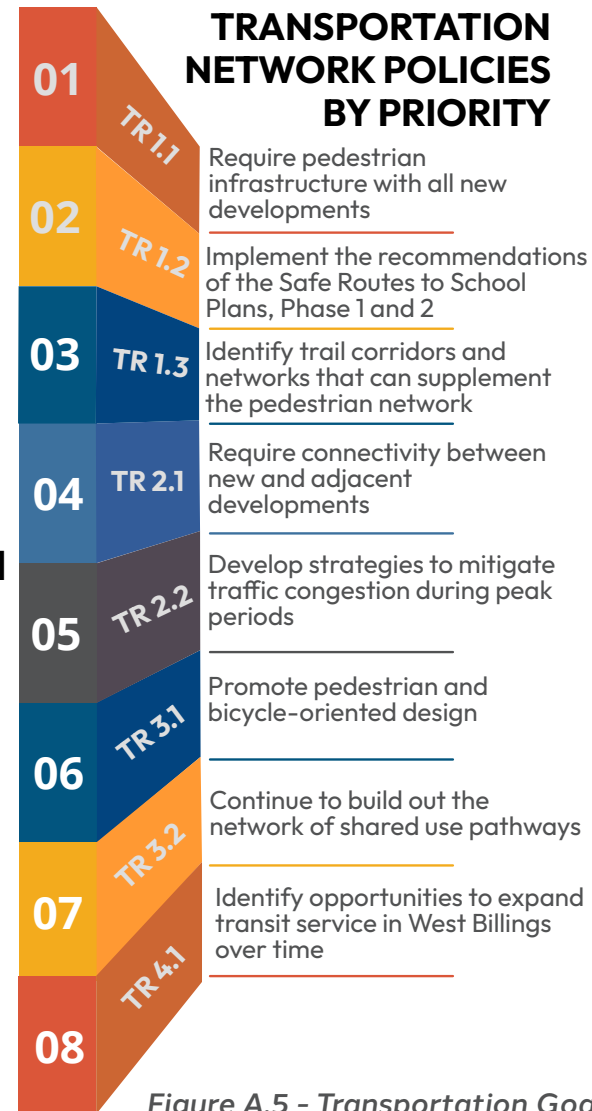 TRANSPORTATION
NETWORK POLICIES
BY PRIORITY
01
TR 1.1
Require pedestrian
infrastructure with all new
developments
02
TR 1.2
Implement the recommendations
of the Safe Routes to School
Plans, Phase 1 and 2
03
TR 1.3
Identify trail corridors and
networks that can supplement
the pedestrian network
04
TR 2.1
Require connectivity between
new and adjacent
developments
05
TR 2.2
Develop strategies to mitigate
traffic congestion during peak
periods
06
TR 3.1
Promote pedestrian and
bicycle-oriented design
07
TR 3.2
Continue to build out the
network of shared use pathways
08
TR 4.1
Identify opportunities to expand
transit service in West Billings
over time
Figure A.5 - Transportation Goa